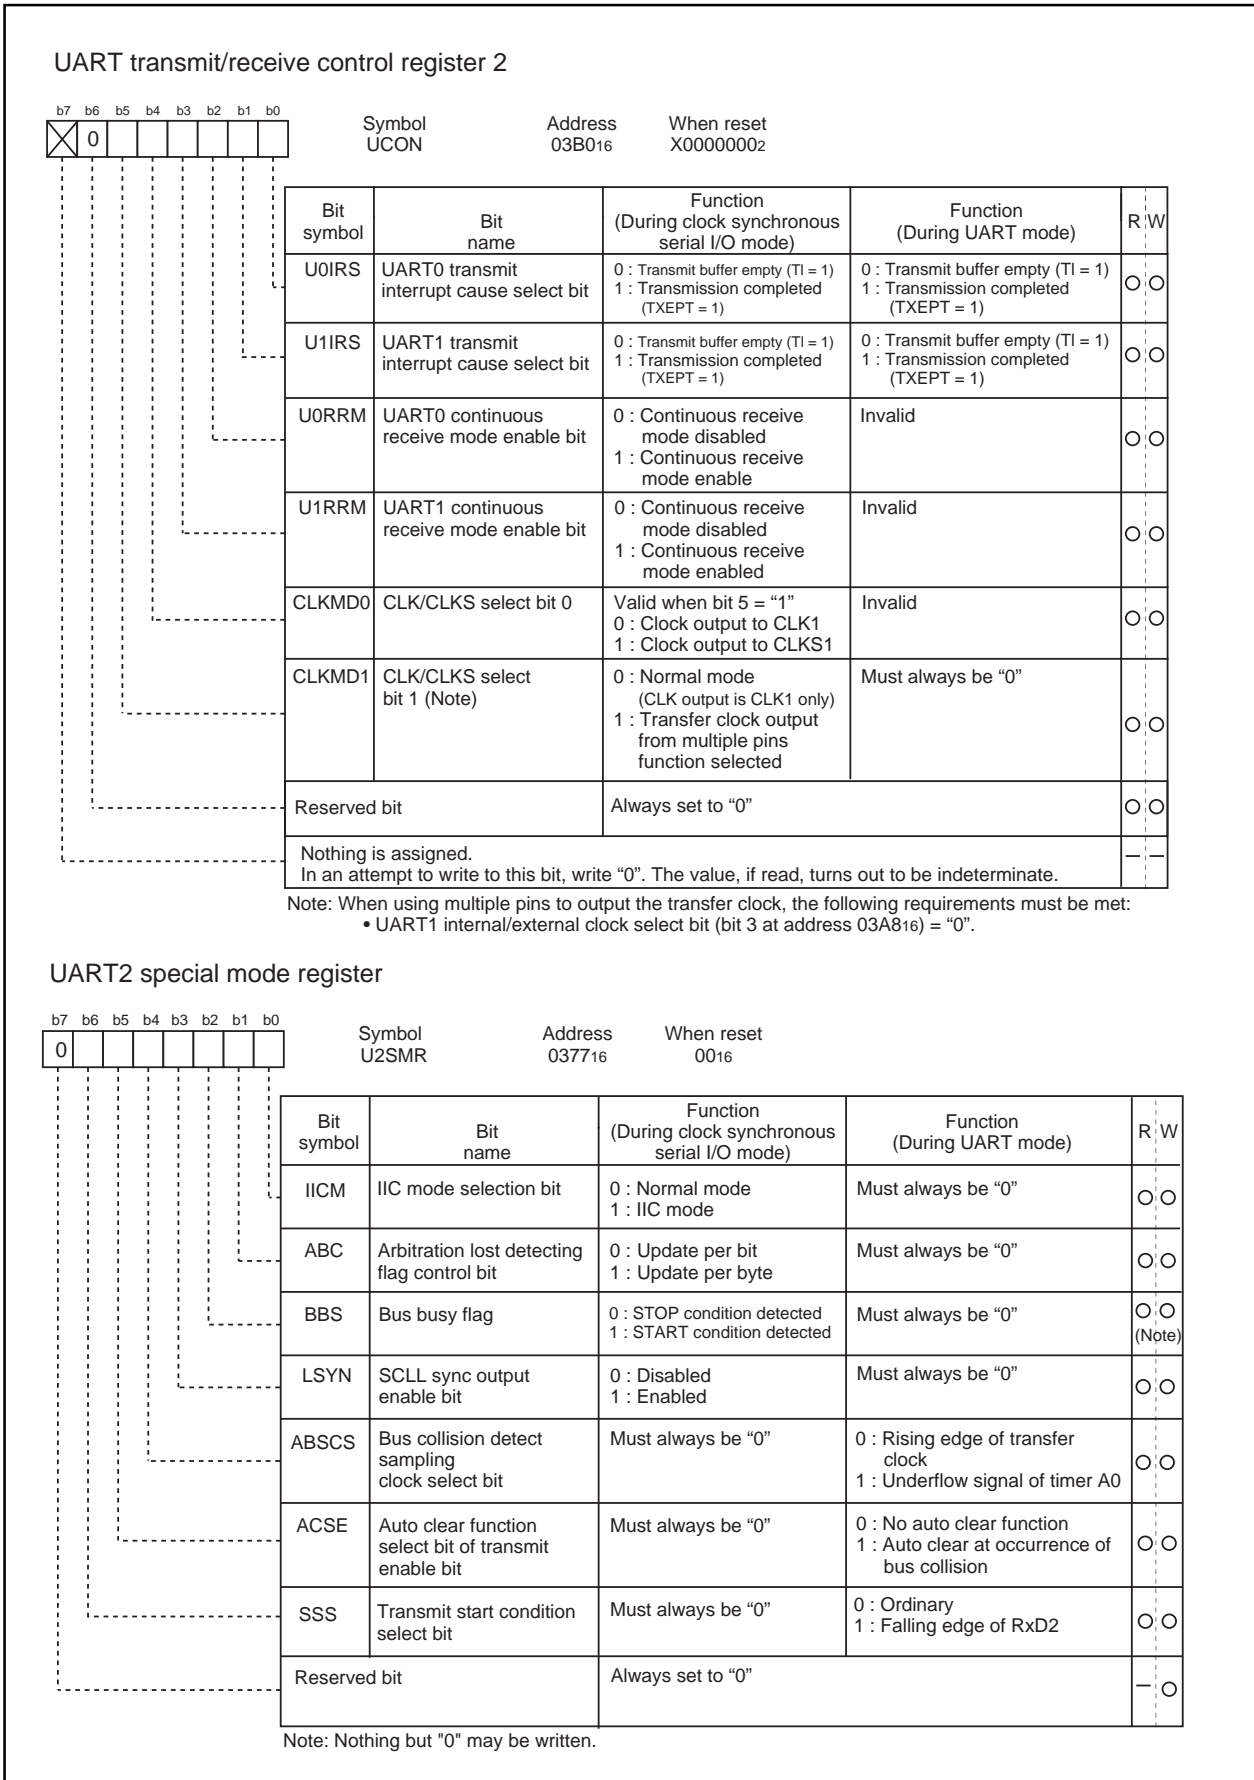 UART transmit/receive control register 2
b7 b6 b5 b4 b3 b2 b1 b0
0
Symbol Address When reset
UCON 03B016 X00000002
Bit symbol Bit name Function (During clock synchronous serial I/O mode) Function (During UART mode) R W
U0IRS UART0 transmit interrupt cause select bit
0 : Transmit buffer empty (TI = 1)
1 : Transmission completed
(TXEPT = 1)
0 : Transmit buffer empty (TI = 1)
1 : Transmission completed
(TXEPT = 1)
U1IRS UART1 transmit interrupt cause select bit
0 : Transmit buffer empty (TI = 1)
1 : Transmission completed
(TXEPT = 1)
0 : Transmit buffer empty (TI = 1)
1 : Transmission completed
(TXEPT = 1)
U0RRM UART0 continuous receive mode enable bit
0 : Continuous receive
mode disabled
1 : Continuous receive
mode enable
Invalid
U1RRM UART1 continuous receive mode enable bit
0 : Continuous receive
mode disabled
1 : Continuous receive
mode enabled
Invalid
CLKMD0 CLK/CLKS select bit 0
Valid when bit 5 = “1”
0 : Clock output to CLK1
1 : Clock output to CLKS1
Invalid
CLKMD1 CLK/CLKS select bit 1 (Note)
0 : Normal mode
(CLK output is CLK1 only)
1 : Transfer clock output
from multiple pins
function selected
Must always be “0”
Reserved bit Always set to “0”
Nothing is assigned.
In an attempt to write to this bit, write “0”. The value, if read, turns out to be indeterminate.
Note: When using multiple pins to output the transfer clock, the following requirements must be met:
• UART1 internal/external clock select bit (bit 3 at address 03A816) = “0”.
UART2 special mode register
b7 b6 b5 b4 b3 b2 b1 b0
0
Symbol Address When reset
U2SMR 037716 0016
Bit symbol Bit name Function (During clock synchronous serial I/O mode) Function (During UART mode) R W
IICM IIC mode selection bit
0 : Normal mode
1 : IIC mode
Must always be “0”
ABC Arbitration lost detecting flag control bit
0 : Update per bit
1 : Update per byte
Must always be “0”
BBS Bus busy flag
0 : STOP condition detected
1 : START condition detected
Must always be “0”
(Note)
LSYN SCLL sync output enable bit
0 : Disabled
1 : Enabled
Must always be “0”
ABSCS Bus collision detect sampling clock select bit
Must always be “0”
0 : Rising edge of transfer
clock
1 : Underflow signal of timer A0
ACSE Auto clear function select bit of transmit enable bit
Must always be “0”
0 : No auto clear function
1 : Auto clear at occurrence of
bus collision
SSS Transmit start condition select bit
Must always be “0”
0 : Ordinary
1 : Falling edge of RxD2
Reserved bit Always set to “0”
Note: Nothing but "0" may be written.